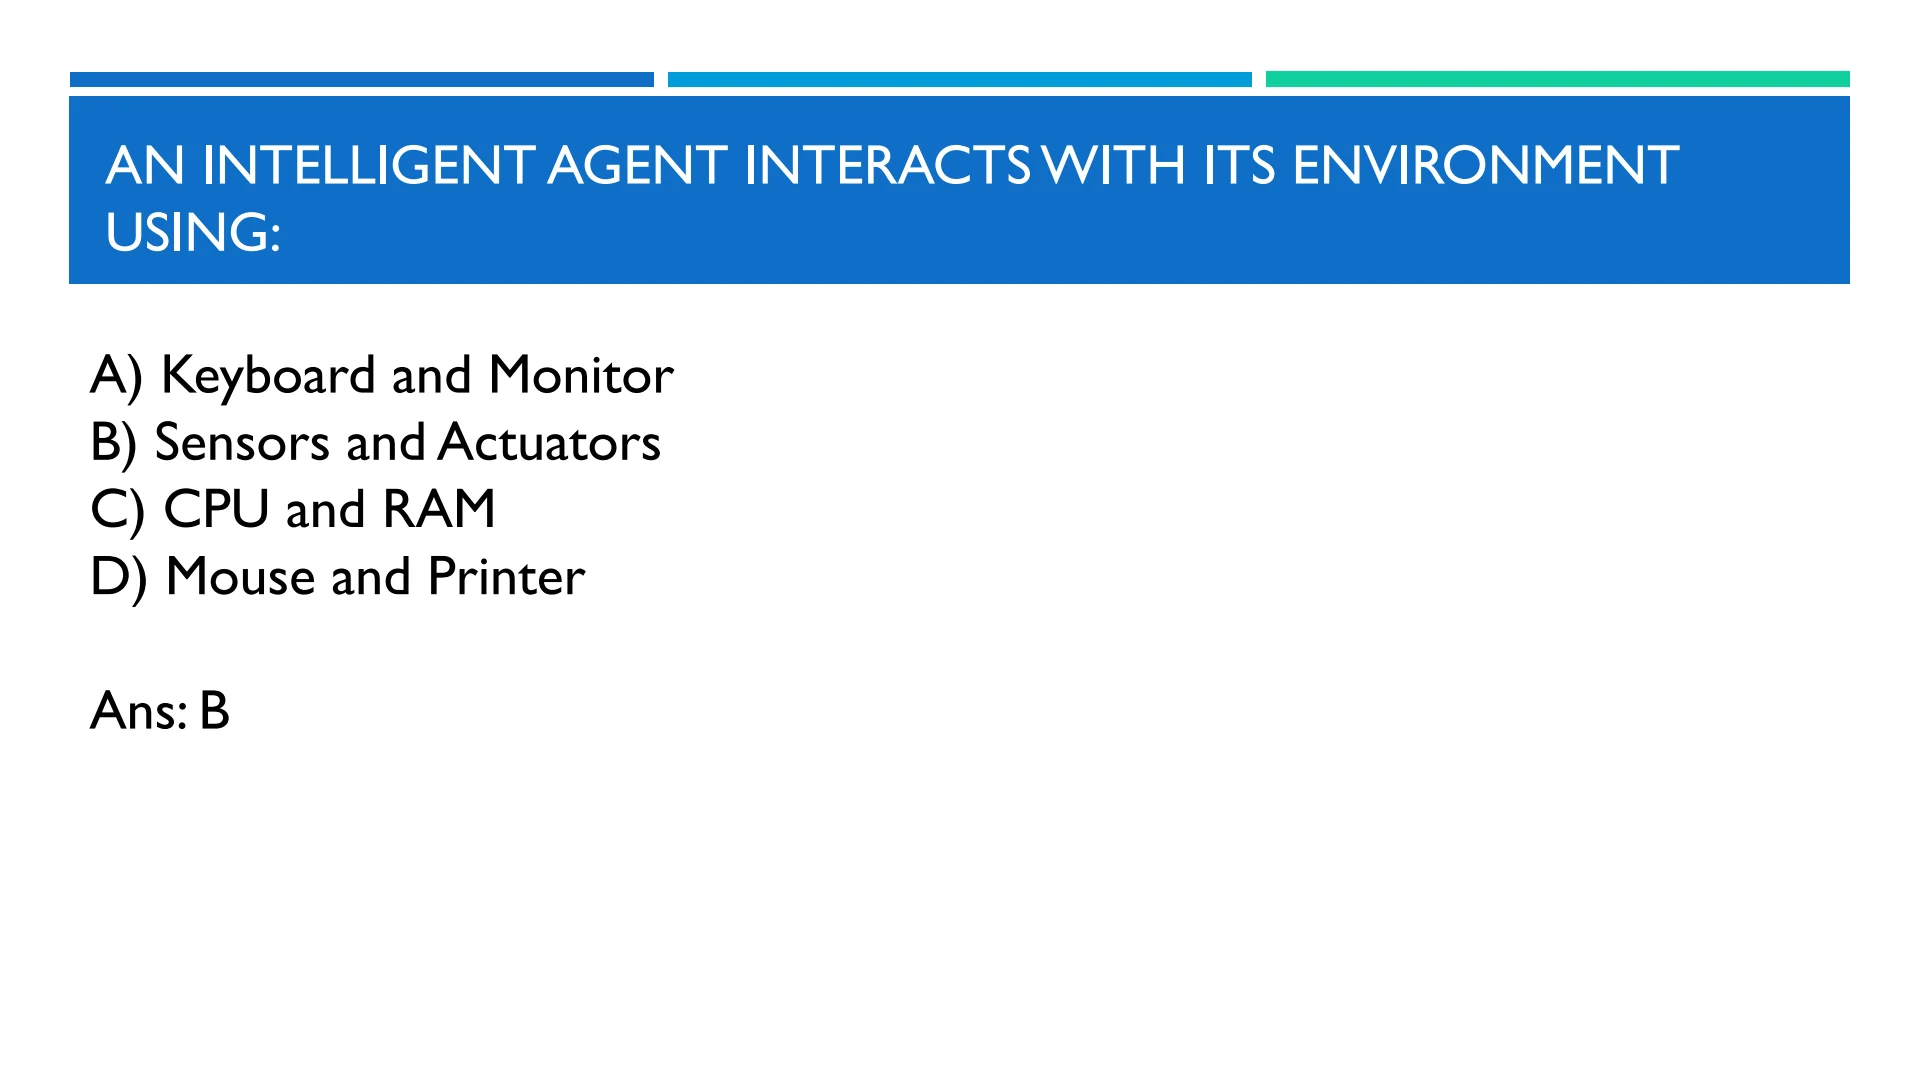 AN INTELLIGENT AGENT INTERACTS WITH ITS ENVIRONMENT
USING:
A) Keyboard and Monitor
B) Sensors and Actuators
C) CPU and RAM
D) Mouse and Printer
Ans: B